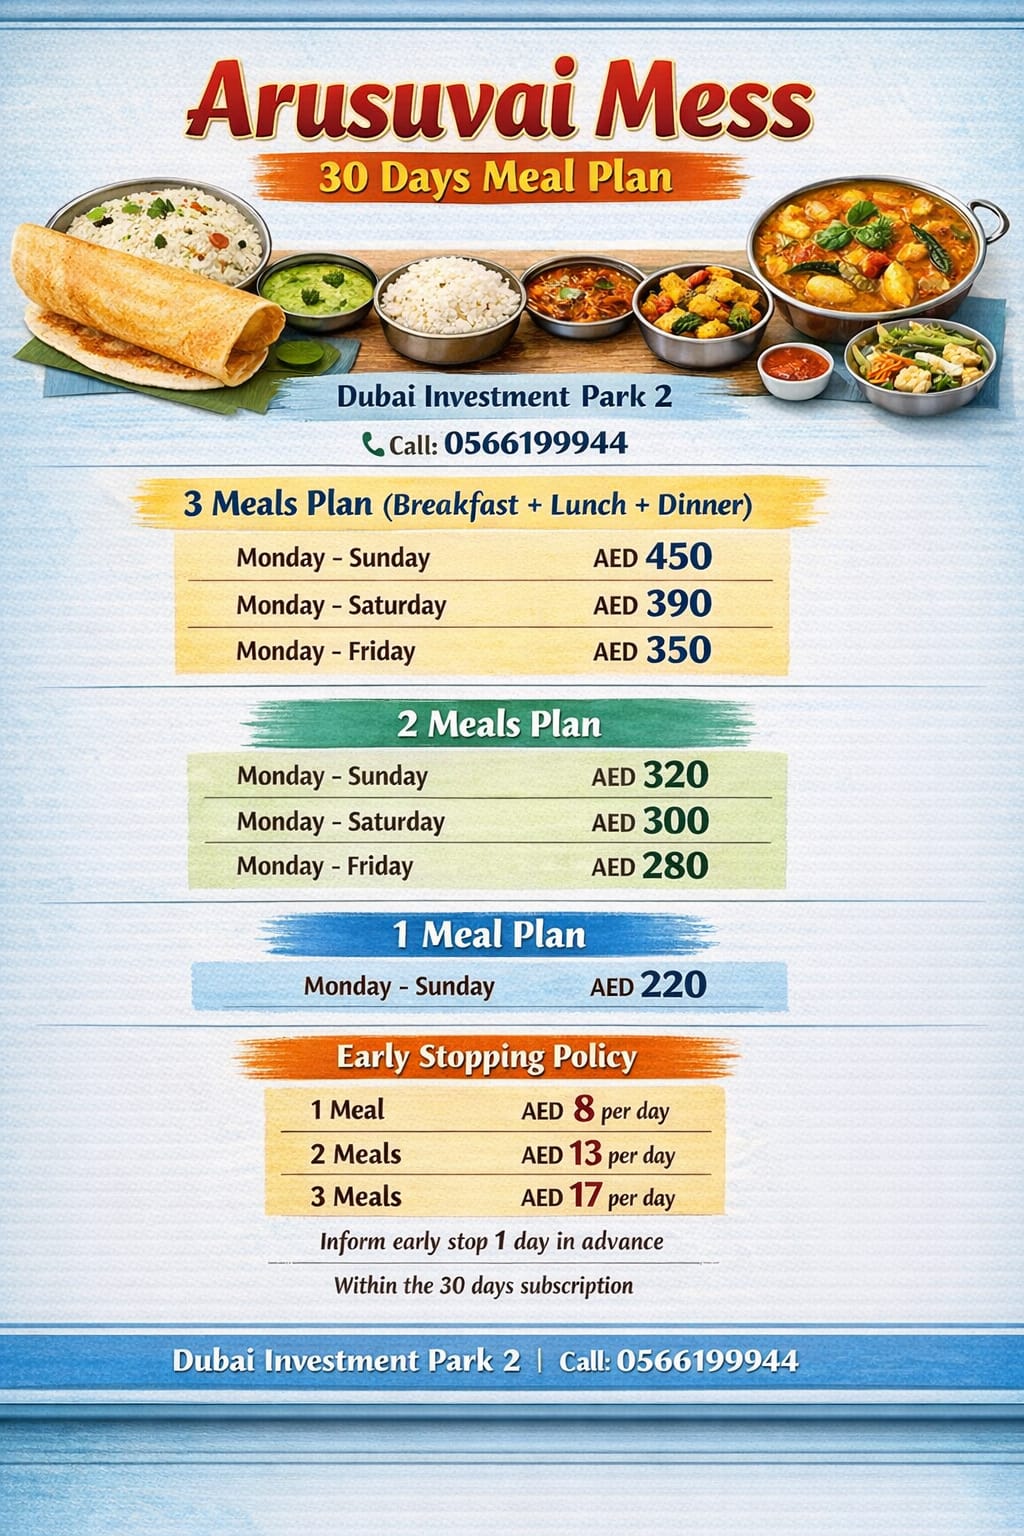 Arusuvai Mess
30 Days Meal Plan
Dubai Investment Park 2
Call: 0566199944
3 Meals Plan (Breakfast + Lunch + Dinner)
Monday - Sunday AED 450
Monday - Saturday AED 390
Monday - Friday AED 350
2 Meals Plan
Monday - Sunday AED 320
Monday - Saturday AED 300
Monday - Friday AED 280
1 Meal Plan
Monday - Sunday AED 220
Early Stopping Policy
1 Meal AED 8 per day
2 Meals AED 13 per day
3 Meals AED 17 per day
Inform early stop 1 day in advance
Within the 30 days subscription
Dubai Investment Park 2 | Call: 0566199944